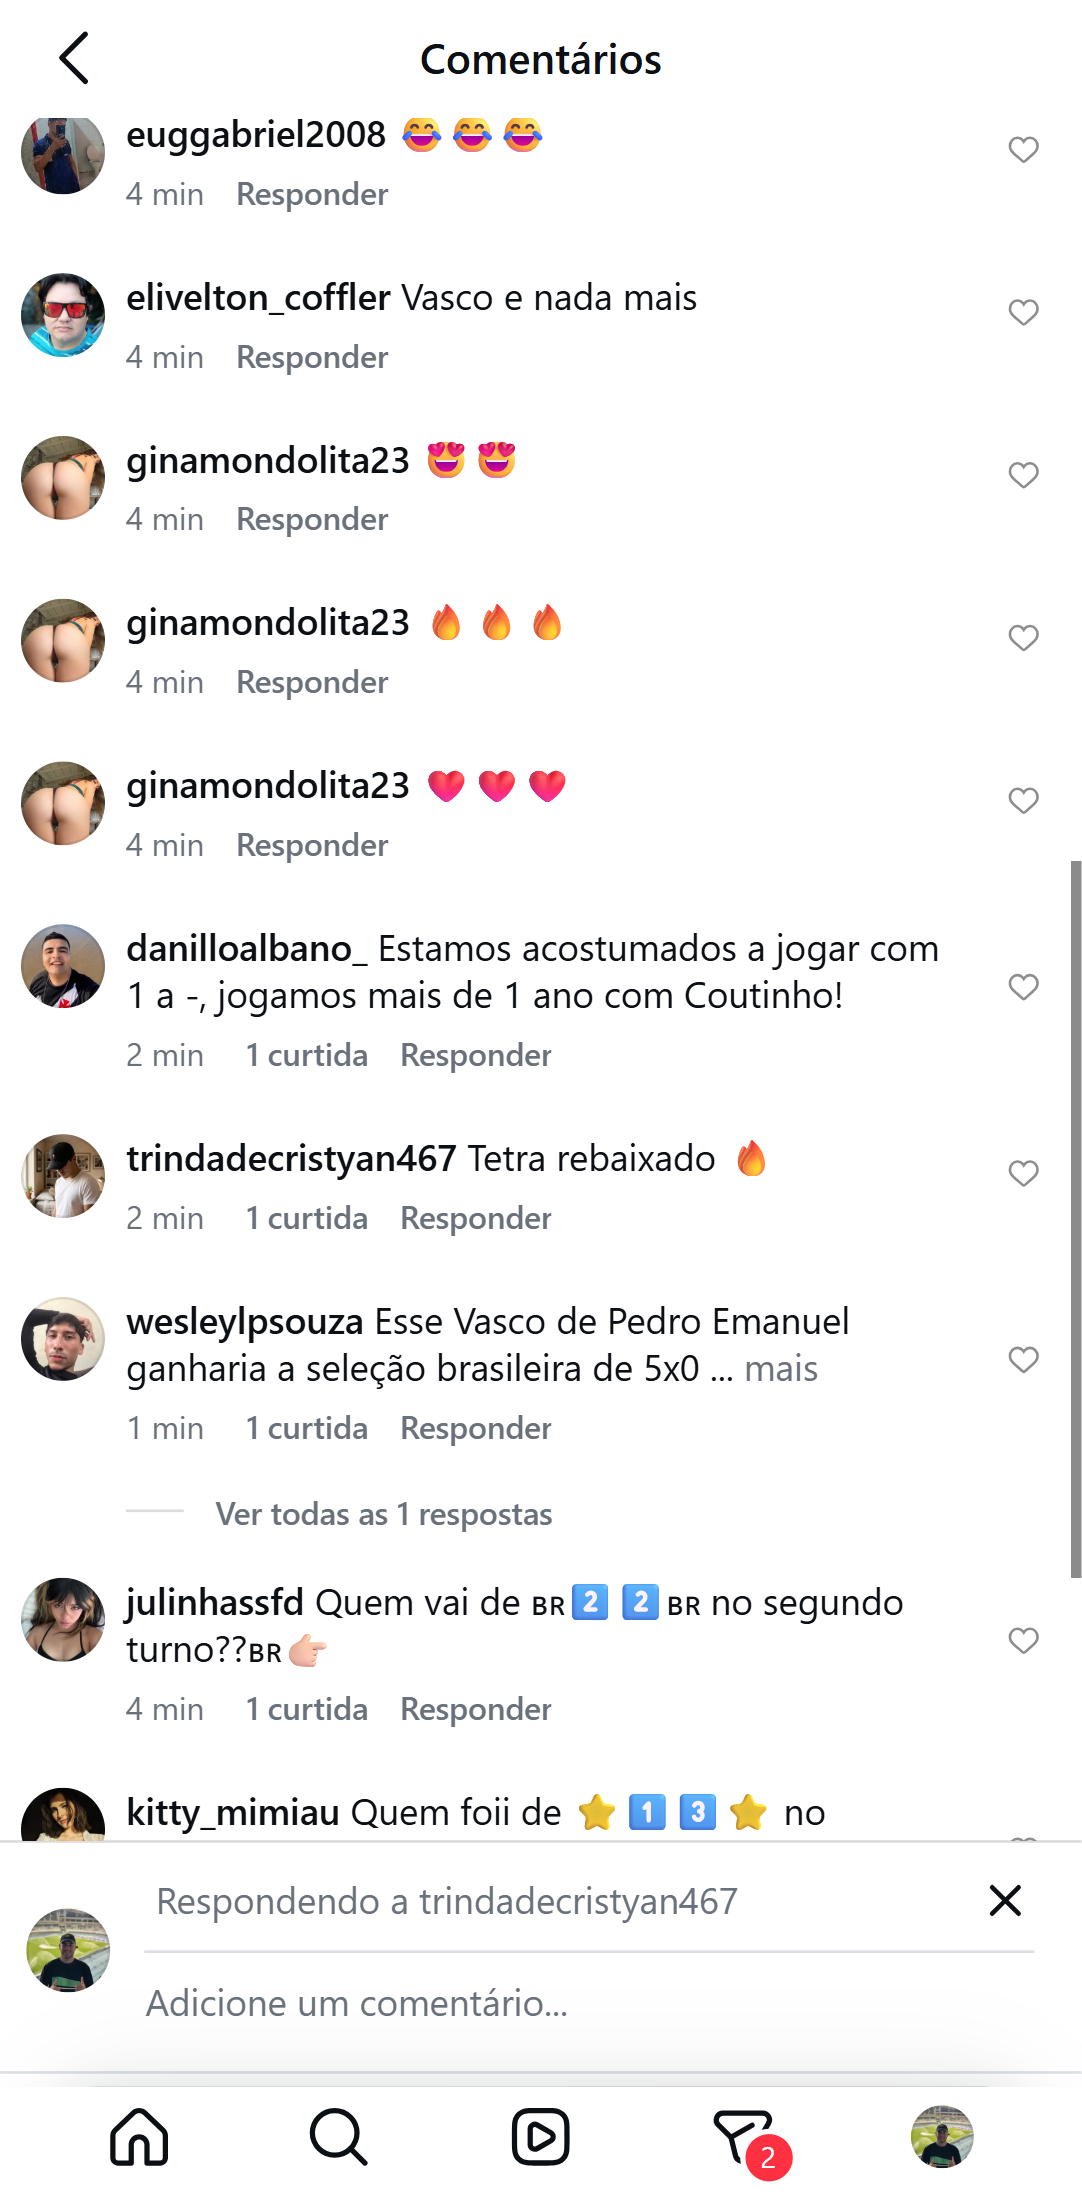 Comentários
euggabriel2008 😂😂😂
4 min Responder
elivelton_coffler Vasco e nada mais
4 min Responder
ginamondolita23 😍😍
4 min Responder
ginamondolita23 🔥🔥🔥
4 min Responder
ginamondolita23 ❤️❤️❤️
4 min Responder
danilloalbano_ Estamos acostumados a jogar com
1 a -, jogamos mais de 1 ano com Coutinho!
2 min 1 curtida Responder
trindadecristyan467 Tetra rebaixado 🔥
2 min 1 curtida Responder
wesleylpsouza Esse Vasco de Pedro Emanuel
ganharia a seleção brasileira de 5x0 ... mais
1 min 1 curtida Responder
Ver todas as 1 respostas
julinhassfd Quem vai de 🇧🇷2️⃣2️⃣🇧🇷 no segundo
turno??🇧🇷👉🏻
4 min 1 curtida Responder
kitty_mimiau Quem foii de ⭐1️⃣3️⃣⭐ no
Respondendo a trindadecristyan467
Adicione um comentário...
2